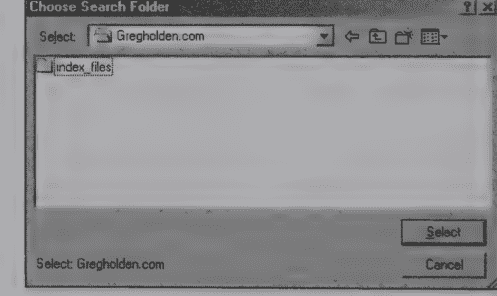 Choose Search Folder
Select: Gregholden.com
index_files
Select
Select: Gregholden.com
Cancel